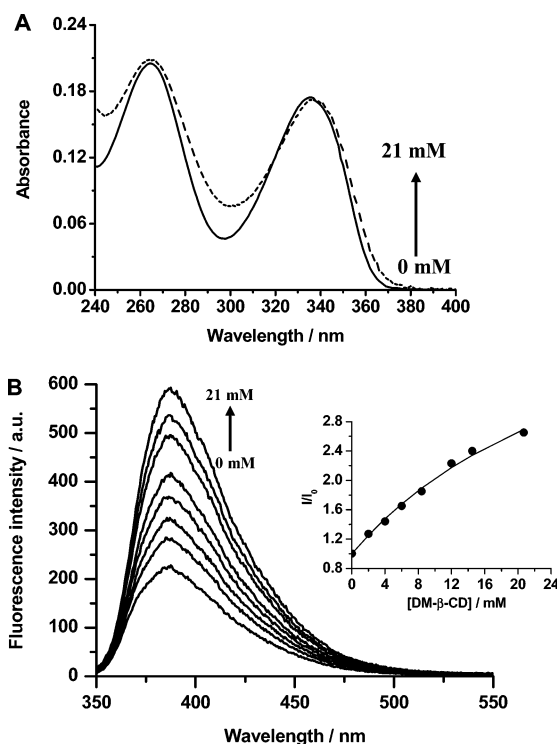 A
0.24
0.18
0.12
0.06
0.00
Absorbance
21 mM
0 mM
240 260 280 300 320 340 360 380 400
Wavelength / nm
B
600
500
400
300
200
100
0
Fluorescence intensity / a.u.
21 mM
0 mM
2.8
2.4
2.0
1.6
1.2
0.8
I/I0
0 4 8 12 16 20 24
[DM-β-CD] / mM
350 400 450 500 550
Wavelength / nm